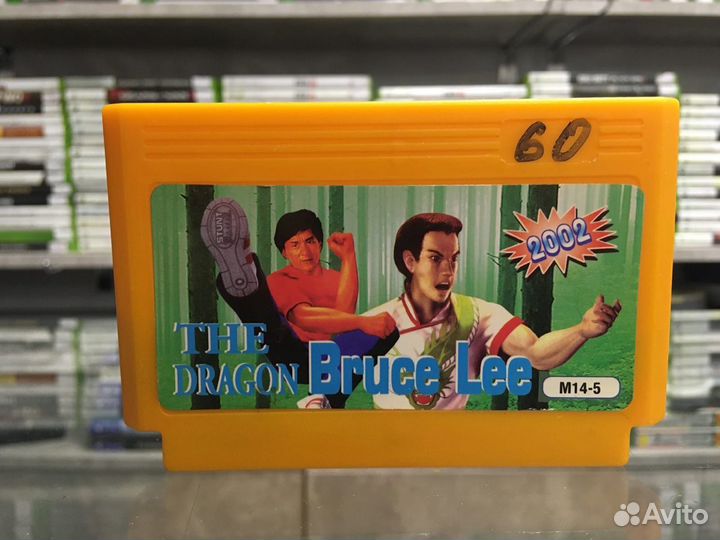 60
STUNT
2002
THE
DRAGON Bruce Lee
M14-5
Avito